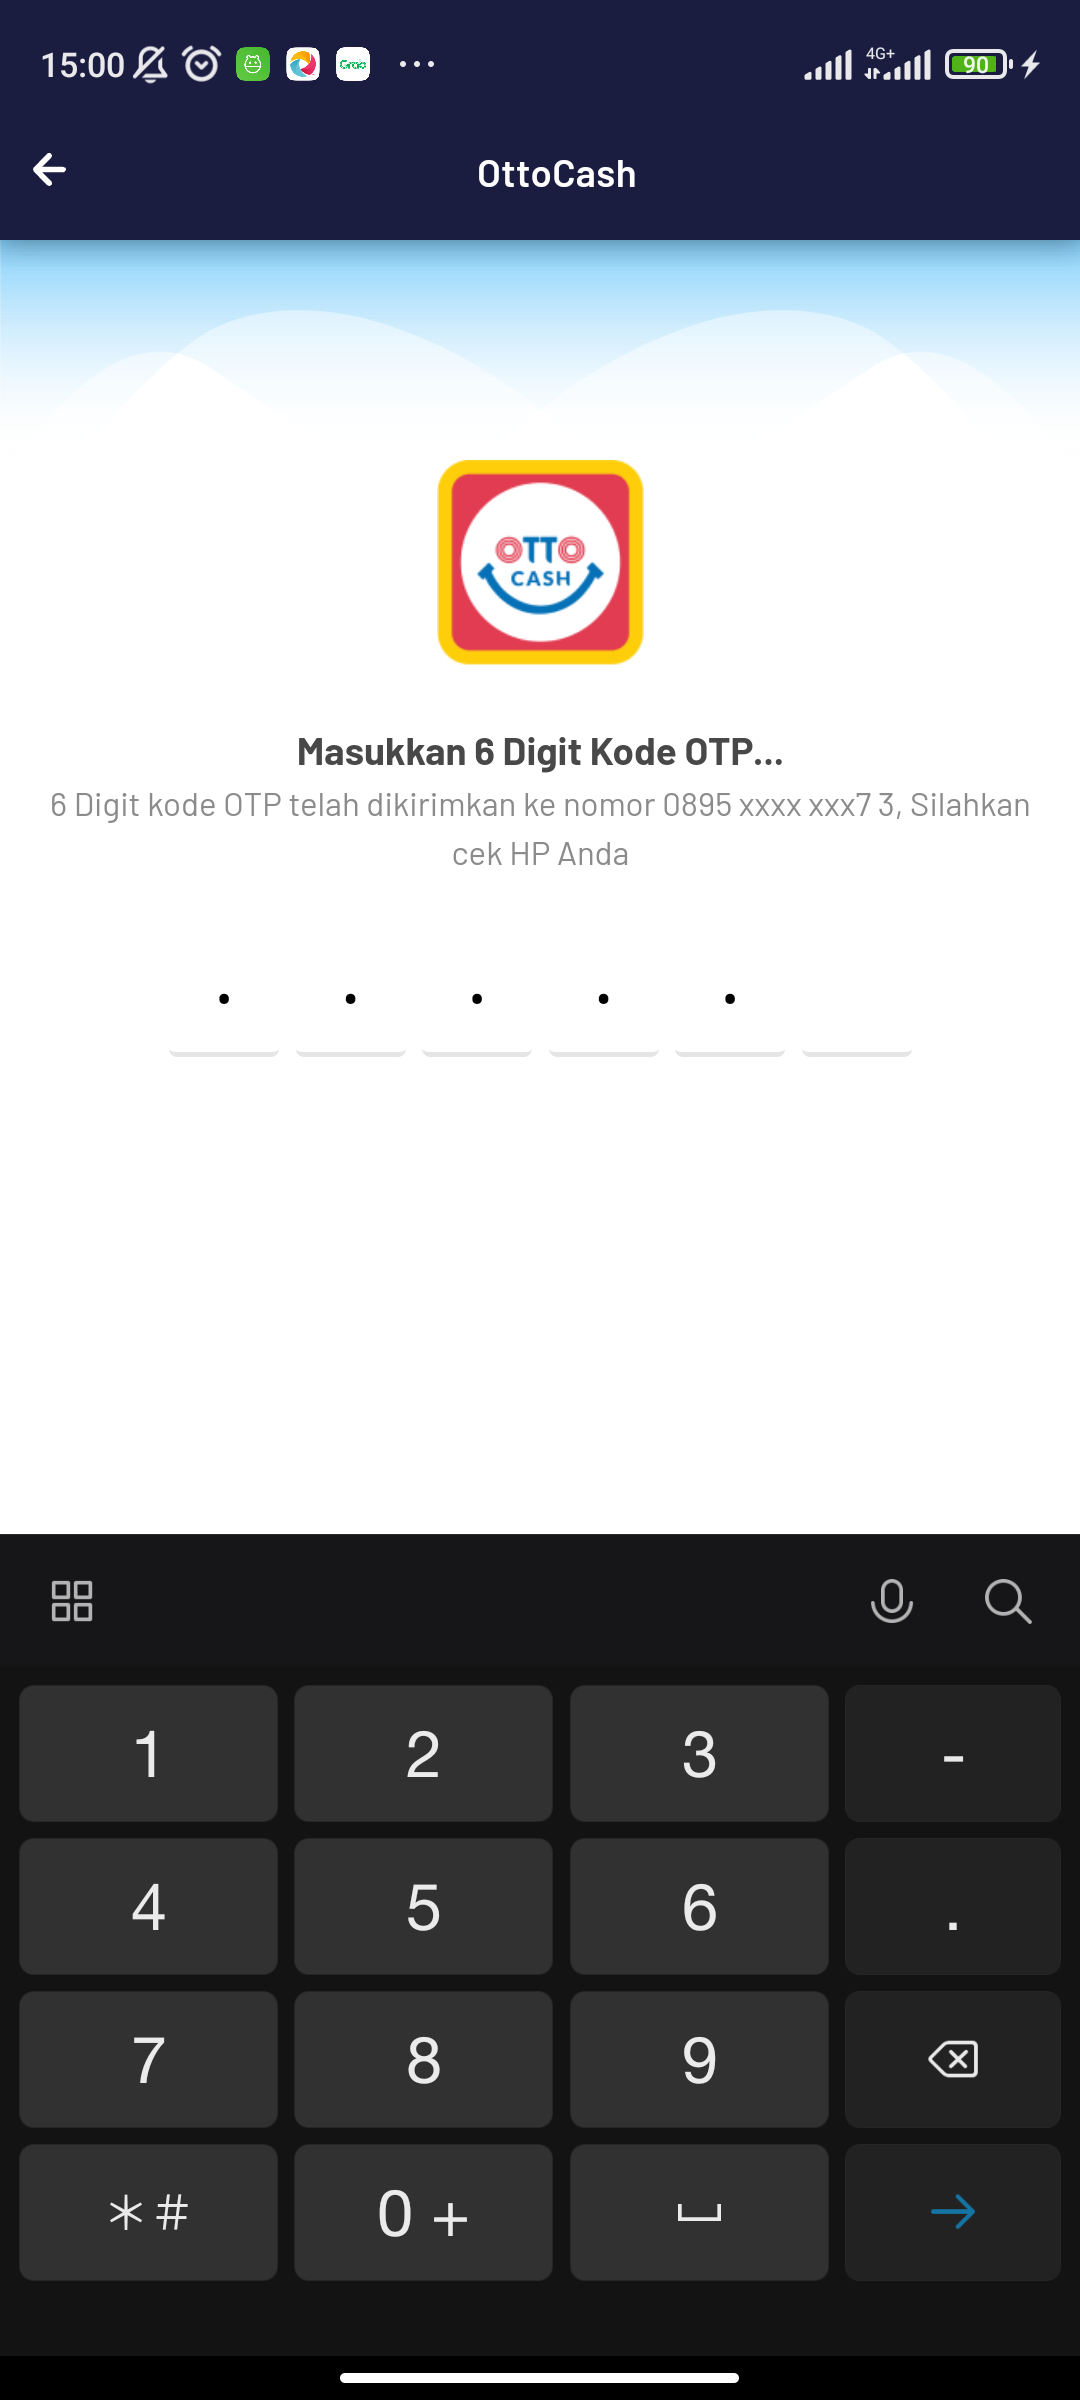 15:00 Grab ... 4G+ 90
OttoCash
OTTO
CASH
Masukkan 6 Digit Kode OTP...
6 Digit kode OTP telah dikirimkan ke nomor 0895 xxxx xxx7 3, Silahkan
cek HP Anda
1 2 3 -
4 5 6 .
7 8 9
*# 0 +